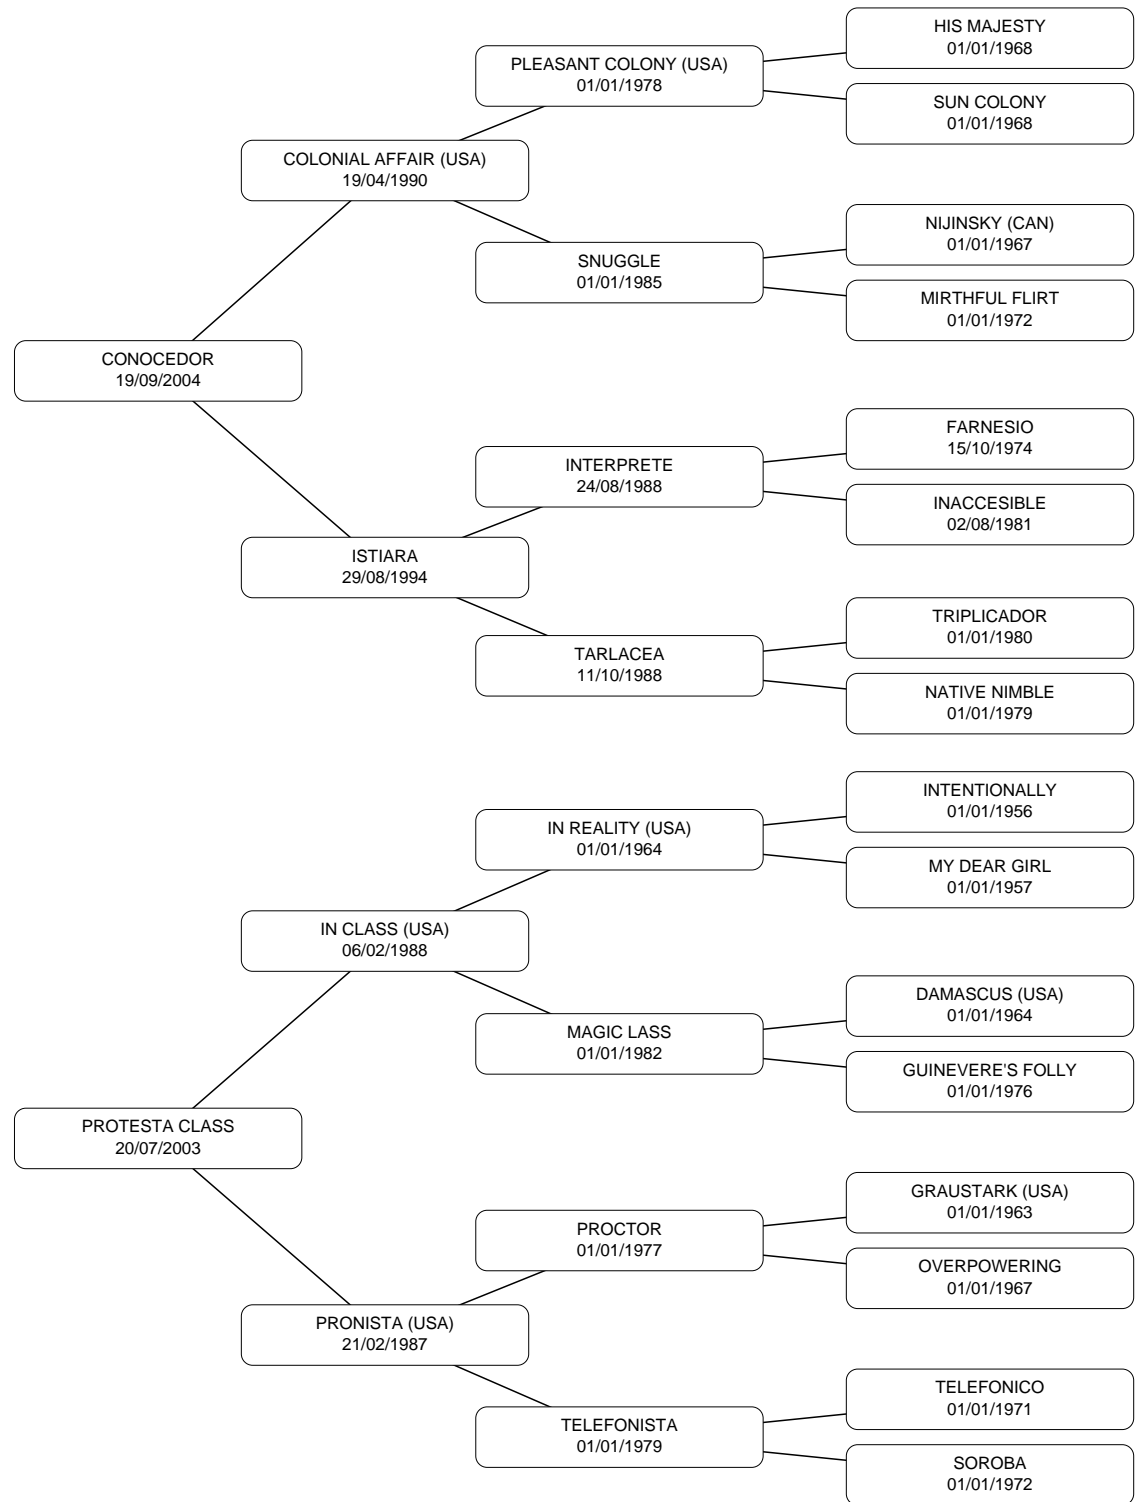 HIS MAJESTY
01/01/1968
PLEASANT COLONY (USA)
01/01/1978
SUN COLONY
01/01/1968
COLONIAL AFFAIR (USA)
19/04/1990
NIJINSKY (CAN)
01/01/1967
SNUGGLE
01/01/1985
MIRTHFUL FLIRT
01/01/1972
CONOCEDOR
19/09/2004
FARNESIO
15/10/1974
INTERPRETE
24/08/1988
INACCESIBLE
02/08/1981
ISTIARA
29/08/1994
TRIPLICADOR
01/01/1980
TARLACEA
11/10/1988
NATIVE NIMBLE
01/01/1979
INTENTIONALLY
01/01/1956
IN REALITY (USA)
01/01/1964
MY DEAR GIRL
01/01/1957
IN CLASS (USA)
06/02/1988
DAMASCUS (USA)
01/01/1964
MAGIC LASS
01/01/1982
GUINEVERE'S FOLLY
01/01/1976
PROTESTA CLASS
20/07/2003
GRAUSTARK (USA)
01/01/1963
PROCTOR
01/01/1977
OVERPOWERING
01/01/1967
PRONISTA (USA)
21/02/1987
TELEFONICO
01/01/1971
TELEFONISTA
01/01/1979
SOROBA
01/01/1972